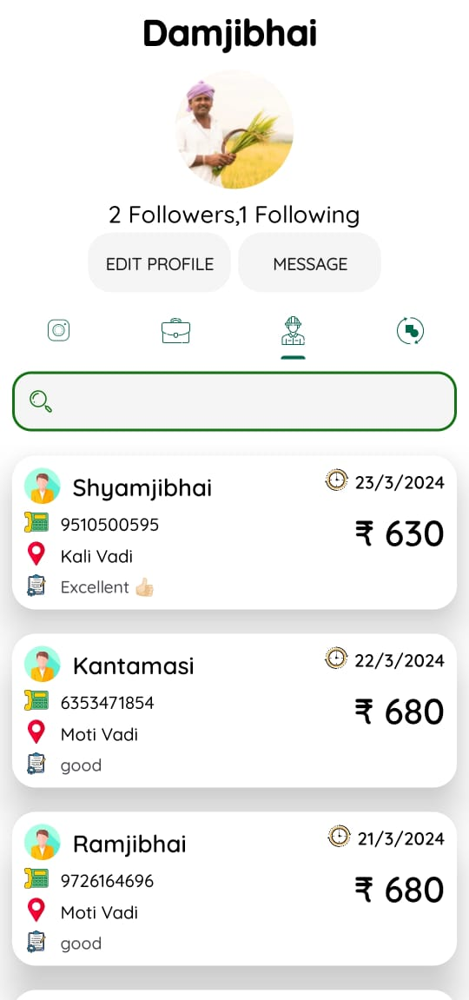 Damjibhai
2 Followers,1 Following
EDIT PROFILE MESSAGE
Shyamjibhai 23/3/2024
9510500595 ₹ 630
Kali Vadi
Excellent 👍🏻
Kantamasi 22/3/2024
6353471854 ₹ 680
Moti Vadi
good
Ramjibhai 21/3/2024
9726164696 ₹ 680
Moti Vadi
good